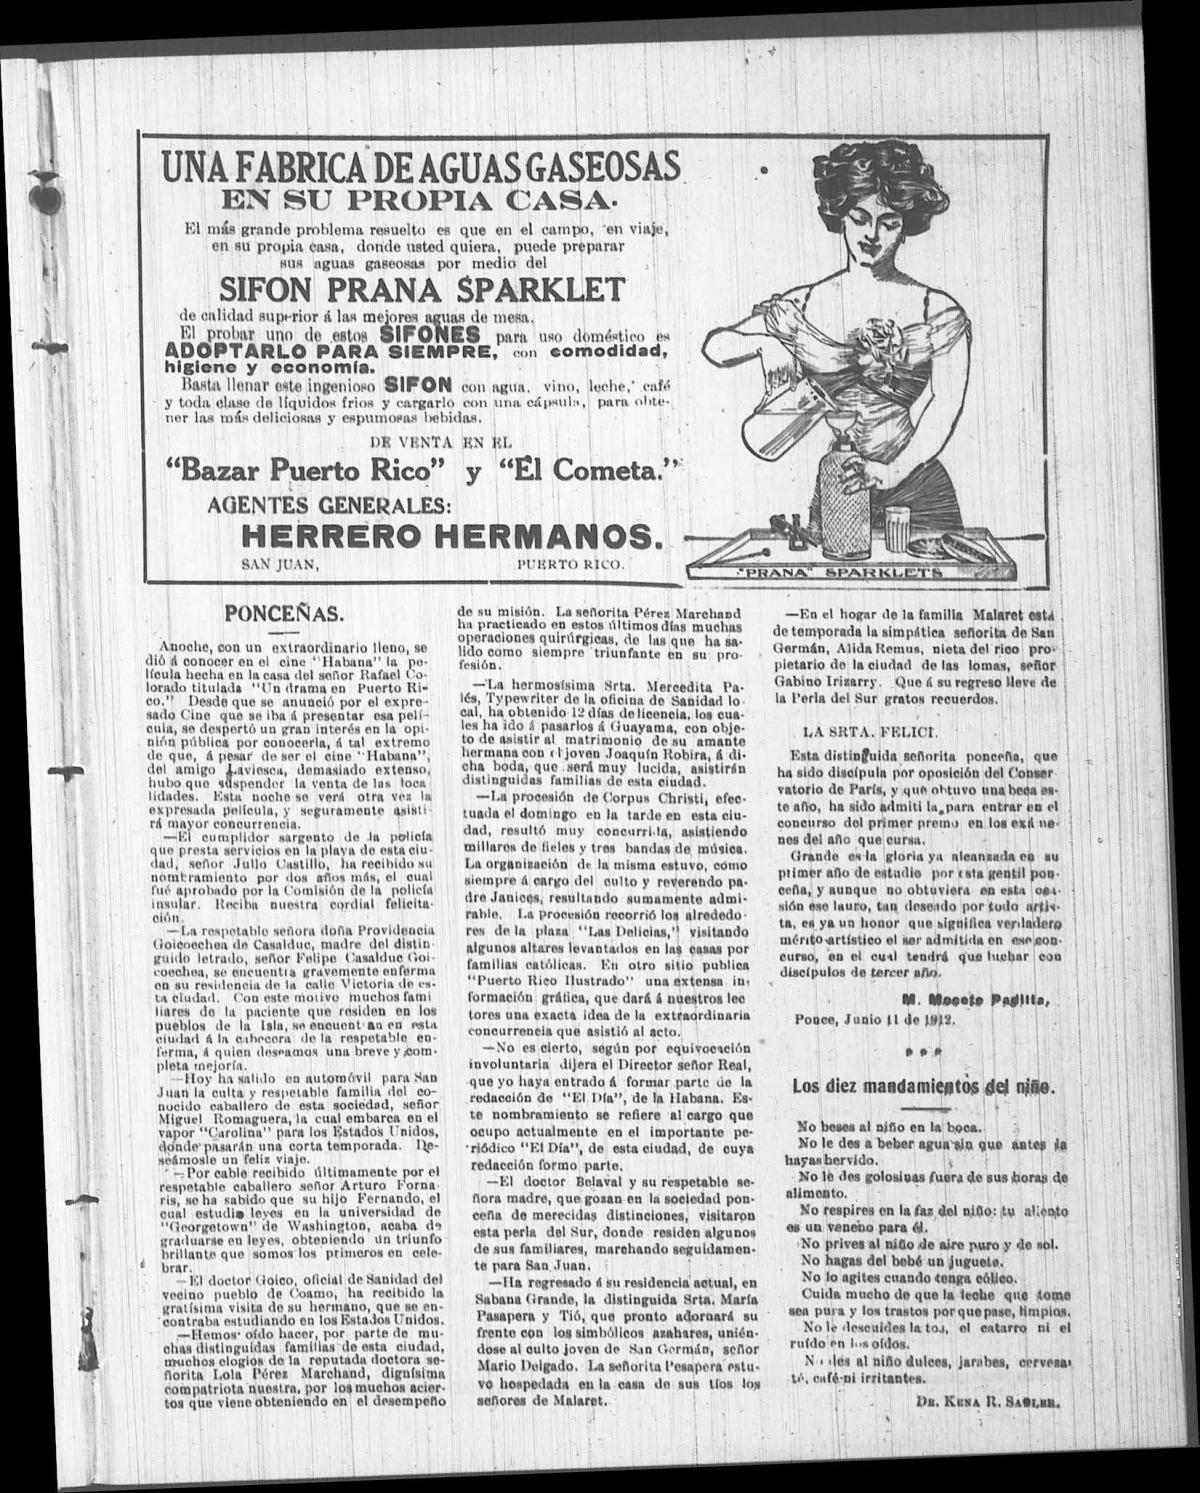 UNA FABRICA DE AGUAS GASEOSAS
EN SU PROPIA CASA.
El más grande problema resuelto es que en el campo, en viaje,
en su propia casa, donde usted quiera, puede preparar
sus aguas gaseosas por medio del
SIFON PRANA SPARKLET
de calidad superior á las mejores aguas de mesa.
El probar uno de estos SIFONES para uso doméstico es
ADOPTARLO PARA SIEMPRE, con comodidad,
higiene y economía.
Basta llenar este ingenioso SIFON con agua, vino, leche, café
y toda clase de líquidos frios y cargarlo con una cápsula, para obte-
ner las más deliciosas y espumosas bebidas.
DE VENTA EN EL
"Bazar Puerto Rico" y "El Cometa."
AGENTES GENERALES:
HERRERO HERMANOS.
SAN JUAN, PUERTO RICO.
"PRANA" SPARKLETS
PONCEÑAS.
Anoche, con un extraordinario lleno, se
dió á conocer en el cine "Habana" la pe-
lícula hecha en la casa del señor Rafael Co-
lorado titulada "Un drama en Puerto Ri-
co." Desde que se anunció por el expre-
sado Cine que se iba á presentar esa pelí-
cula, se despertó un gran interés en la opi-
nión pública por conocerla, á tal extremo
de que, á pesar de ser el cine "Habana",
del amigo Laviesca, demasiado extenso,
hubo que suspender la venta de las loca
lidades. Esta noche se verá otra vez la
expresada película, y seguramente asisti-
rá mayor concurrencia.
—El cumplidor sargento de la policía
que presta servicios en la playa de esta ciu-
dad, señor Julio Castillo, ha recibido su
nombramiento por dos años más, el cual
fué aprobado por la Comisión de la policía
insular. Reciba nuestra cordial felicita-
ción.
—La respetable señora doña Providencia
Goicoechea de Casalduc, madre del distin-
guido letrado, señor Felipe Casalduc Goi-
coechea, se encuentra gravemente enferma
en su residencia de la calle Victoria de es-
ta ciudad. Con este motivo muchos fami
liares de la paciente que residen en los
pueblos de la Isla, se encuent an en esta
ciudad á la cabecera de la respetable en-
ferma, á quien deseamos una breve y com-
pleta mejoría.
—Hoy ha salido en automóvil para San
Juan la culta y respetable familia del co-
nocido caballero de esta sociedad, señor
Miguel Romaguera, la cual embarca en el
vapor "Carolina" para los Estados Unidos,
donde pasarán una corta temporada. De-
seámosle un feliz viaje.
—Por cable recibido últimamente por el
respetable caballero señor Arturo Forna-
ris, se ha sabido que su hijo Fernando, el
cual estudia leyes en la universidad de
"Georgetown" de Washington, acaba de
graduarse en leyes, obteniendo un triunfo
brillante que somos los primeros en cele-
brar.
—El doctor Goico, oficial de Sanidad del
vecino pueblo de Coamo, ha recibido la
gratísima visita de su hermano, que se en-
contraba estudiando en los Estados Unidos.
—Hemos oído hacer, por parte de mu-
chas distinguidas familias de esta ciudad,
muchos elogios de la reputada doctora se-
ñorita Lola Pérez Marchand, dignísima
compatriota nuestra, por los muchos acier-
tos que viene obteniendo en el desempeño
de su misión. La señorita Pérez Marchand
ha practicado en estos últimos días muchas
operaciones quirúrgicas, de las que ha sa-
lido como siempre triunfante en su pro-
fesión.
—La hermosísima Srta. Mercedita Pa-
lés, Typewriter de la oficina de Sanidad lo
cal, ha obtenido 12 días de licencia, los cua-
les ha ido á pasarlos á Guayama, con obje-
to de asistir al matrimonio de su amante
hermana con el joven Joaquín Robira, á di-
cha boda, que será muy lucida, asistirán
distinguidas familias de esta ciudad.
—La procesión de Corpus Christi, efec-
tuada el domingo en la tarde en esta ciu-
dad, resultó muy concurrida, asistiendo
millares de fieles y tres bandas de música.
La organización de la misma estuvo, como
siempre á cargo del culto y reverendo pa-
dre Janices, resultando sumamente admi-
rable. La procesión recorrió los alrededo-
res de la plaza "Las Delicias," visitando
algunos altares levantados en las casas por
familias católicas. En otro sitio publica
"Puerto Rico Ilustrado" una extensa in-
formación gráfica, que dará á nuestros lec
tores una exacta idea de la extraordinaria
concurrencia que asistió al acto.
—No es cierto, según por equivocación
involuntaria dijera el Director señor Real,
que yo haya entrado á formar parte de la
redacción de "El Día", de la Habana. Es-
te nombramiento se refiere al cargo que
ocupo actualmente en el importante pe-
riódico "El Día", de esta ciudad, de cuya
redacción formo parte.
—El doctor Belaval y su respetable se-
ñora madre, que gozan en la sociedad pon-
ceña de merecidas distinciones, visitaron
esta perla del Sur, donde residen algunos
de sus familiares, marchando seguidamen-
te para San Juan.
—Ha regresado á su residencia actual, en
Sabana Grande, la distinguida Srta. María
Pasapera y Tió, que pronto adornará su
frente con los simbólicos azahares, unién-
dose al culto joven de San Germán, señor
Mario Delgado. La señorita Pesapera estu-
vo hospedada en la casa de sus tíos los
señores de Malaret.
—En el hogar de la familia Malaret está
de temporada la simpática señorita de San
Germán, Alida Remus, nieta del rico pro-
pietario de la ciudad de las lomas, señor
Gabino Irizarry. Que á su regreso lleve de
la Perla del Sur gratos recuerdos.
LA SRTA. FELICI.
Esta distinguida señorita ponceña, que
ha sido discípula por oposición del Conser
vatorio de París, y que obtuvo una beca es-
te año, ha sido admiti la para entrar en el
concurso del primer premo en los exá ne-
nes del año que cursa.
Grande es la gloria ya alcanzada en su
primer año de estudio por esta gentil pon-
ceña, y aunque no obtuviera en esta oca-
sión ese lauro, tan deseado por todo artis-
ta, es ya un honor que significa verdadero
mérito artístico el ser admitida en ese con-
curso, en el cual tendrá que luchar con
discípulos de tercer año.
M. Moceto Padilla,
Ponce, Junio 11 de 1912.
* * *
Los diez mandamientos del niño.
No beses al niño en la boca.
No le des a beber agua sin que antes la
hayas hervido.
No le des golosinas fuera de sus horas de
alimento.
No respires en la faz del niño: tu aliento
es un veneno para él.
No prives al niño de aire puro y de sol.
No hagas del bebé un juguete.
No lo agites cuando tenga cólico.
Cuida mucho de que la leche que tome
sea pura y los trastos por que pase, limpios.
No le descuides la tos, el catarro ni el
ruído en los oídos.
No des al niño dulces, jarabes, cerveza,
té, café ni irritantes.
DR. KENA R. SADLER.